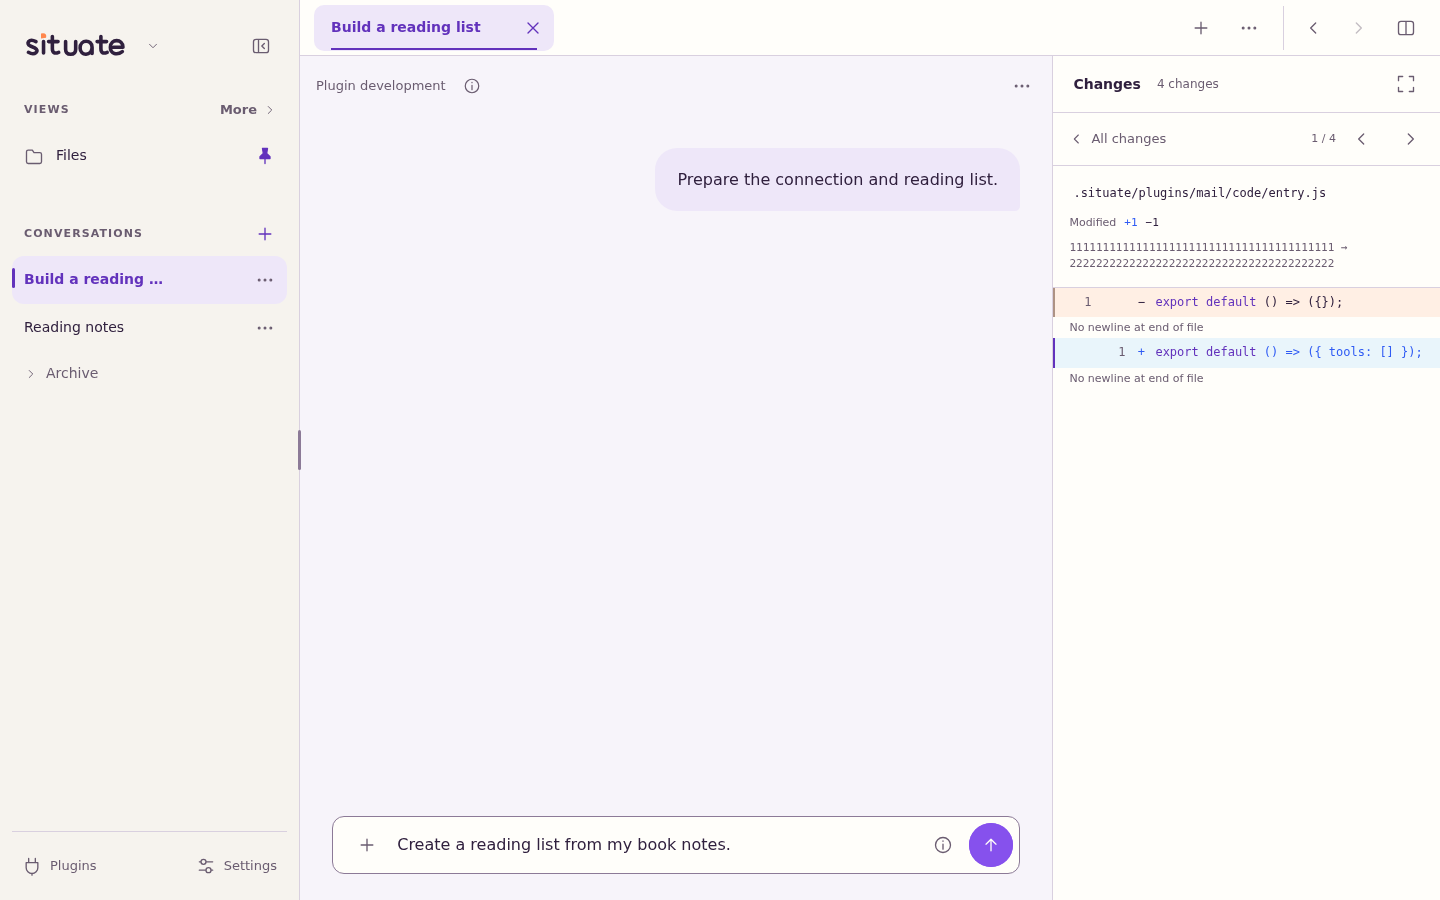 situate
VIEWS
More
Files
CONVERSATIONS
Build a reading ...
Reading notes
Archive
Plugins
Settings
Build a reading list
Plugin development
Prepare the connection and reading list.
Create a reading list from my book notes.
Changes
4 changes
All changes
1 / 4
.situate/plugins/mail/code/entry.js
Modified +1 −1
1111111111111111111111111111111111111111 →
2222222222222222222222222222222222222222
1 − export default () => ({});
No newline at end of file
1 + export default () => ({ tools: [] });
No newline at end of file